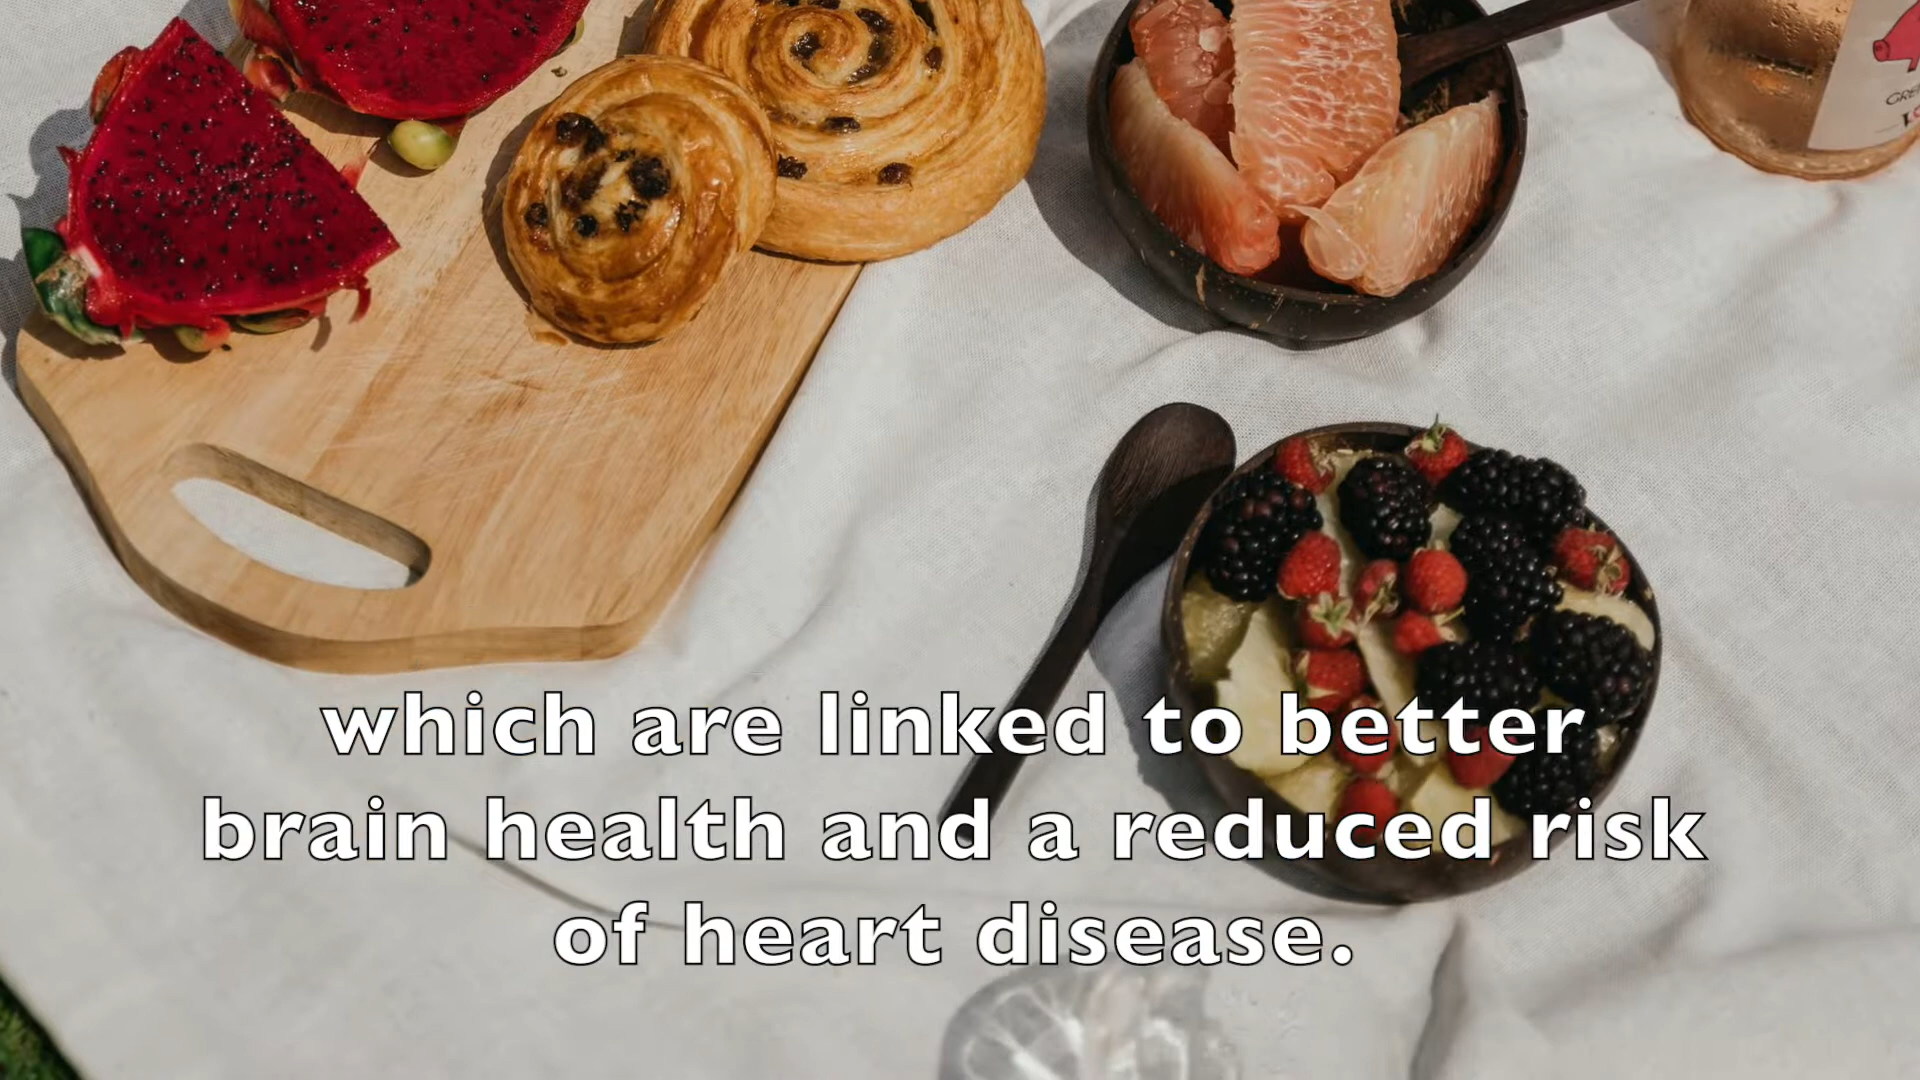 which are linked to better
brain health and a reduced risk
of heart disease.